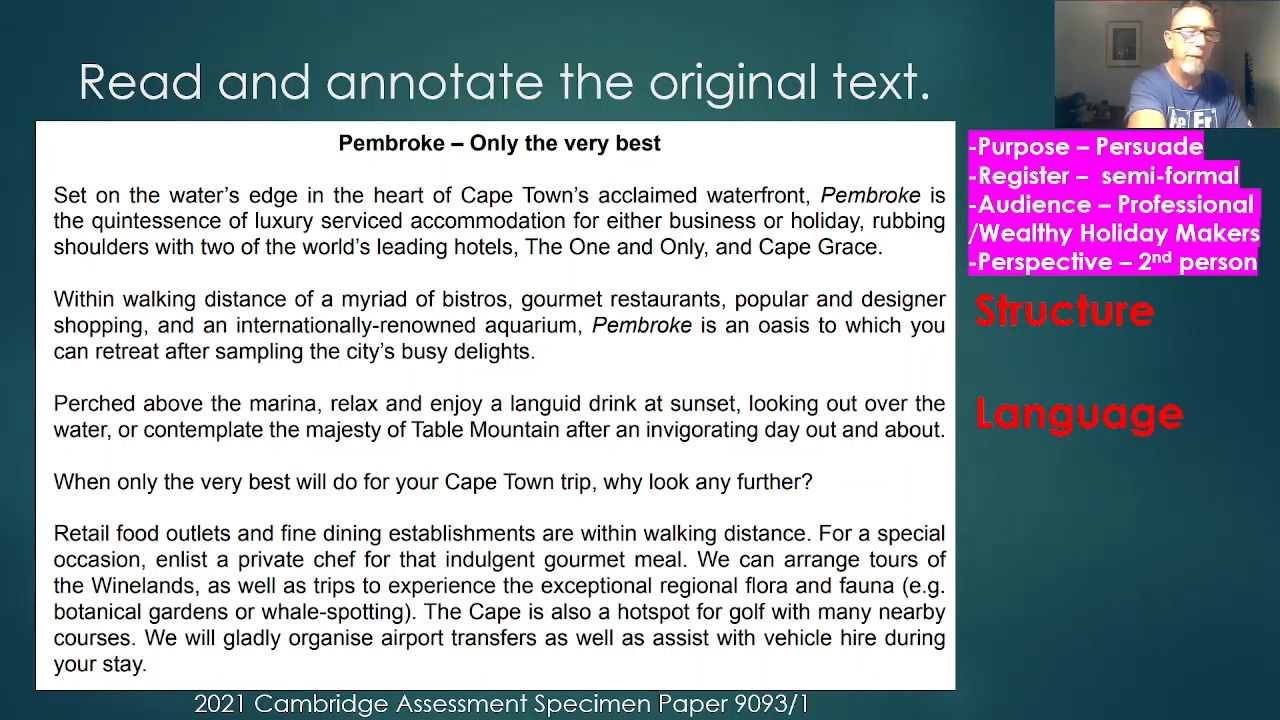 Read and annotate the original text.
Pembroke – Only the very best
Set on the water's edge in the heart of Cape Town's acclaimed waterfront, Pembroke is
the quintessence of luxury serviced accommodation for either business or holiday, rubbing
shoulders with two of the world's leading hotels, The One and Only, and Cape Grace.
Within walking distance of a myriad of bistros, gourmet restaurants, popular and designer
shopping, and an internationally-renowned aquarium, Pembroke is an oasis to which you
can retreat after sampling the city's busy delights.
Perched above the marina, relax and enjoy a languid drink at sunset, looking out over the
water, or contemplate the majesty of Table Mountain after an invigorating day out and about.
When only the very best will do for your Cape Town trip, why look any further?
Retail food outlets and fine dining establishments are within walking distance. For a special
occasion, enlist a private chef for that indulgent gourmet meal. We can arrange tours of
the Winelands, as well as trips to experience the exceptional regional flora and fauna (e.g.
botanical gardens or whale-spotting). The Cape is also a hotspot for golf with many nearby
courses. We will gladly organise airport transfers as well as assist with vehicle hire during
your stay.
-Purpose – Persuade
-Register – semi-formal
-Audience – Professional
/Wealthy Holiday Makers
-Perspective – 2nd person
Structure
Language
2021 Cambridge Assessment Specimen Paper 9093/1